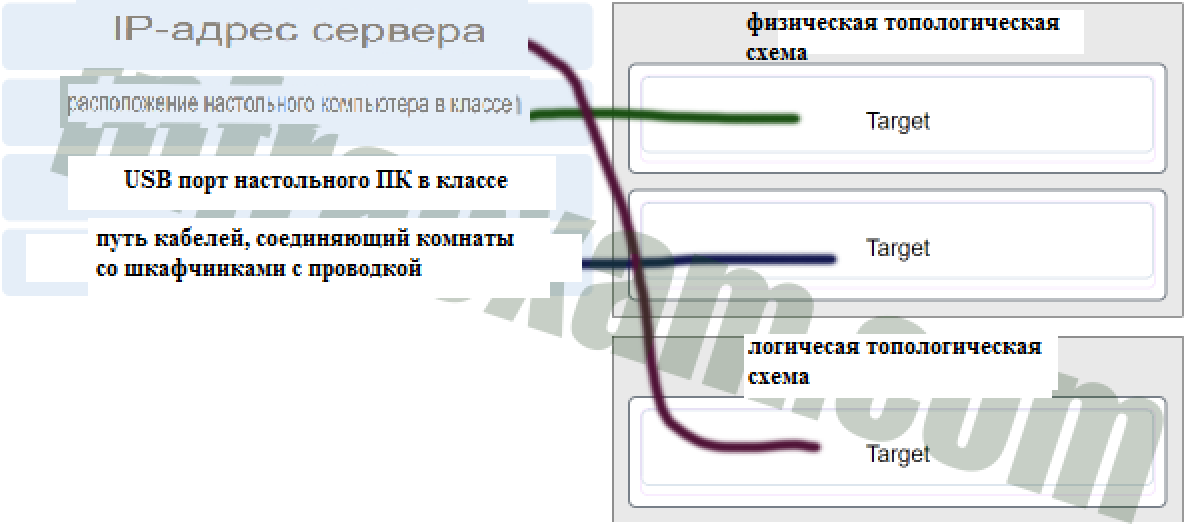 IP-адрес сервера
расположение настольного компьютера в классе
USB порт настольного ПК в классе
путь кабелей, соединяющий комнаты
со шкафчинками с проводкой
физическая топологическая
схема
Target
Target
логичесая топологическая
схема
Target